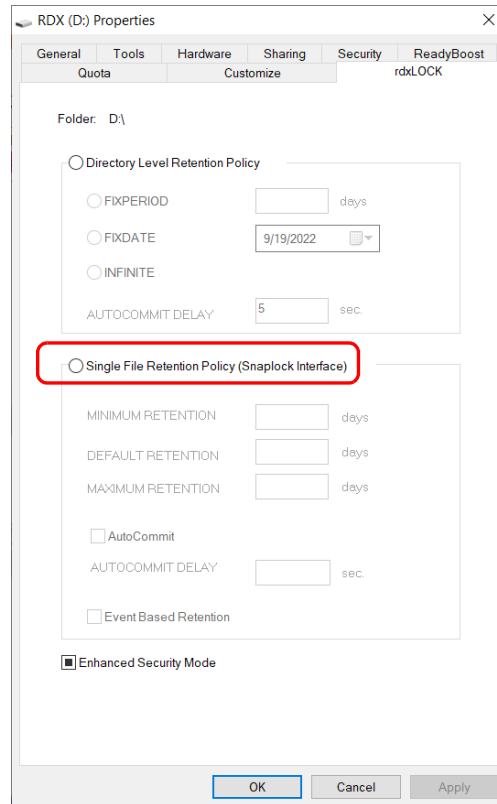 RDX (D:) Properties
General Tools Hardware Sharing Security ReadyBoost
Quota Customize rdxLOCK
Folder: D:\
Directory Level Retention Policy
FIXPERIOD days
FIXDATE 9/19/2022
INFINITE
AUTOCOMMIT DELAY 5 sec.
Single File Retention Policy (Snaplock Interface)
MINIMUM RETENTION days
DEFAULT RETENTION days
MAXIMUM RETENTION days
AutoCommit
AUTOCOMMIT DELAY sec.
Event Based Retention
Enhanced Security Mode
OK Cancel Apply